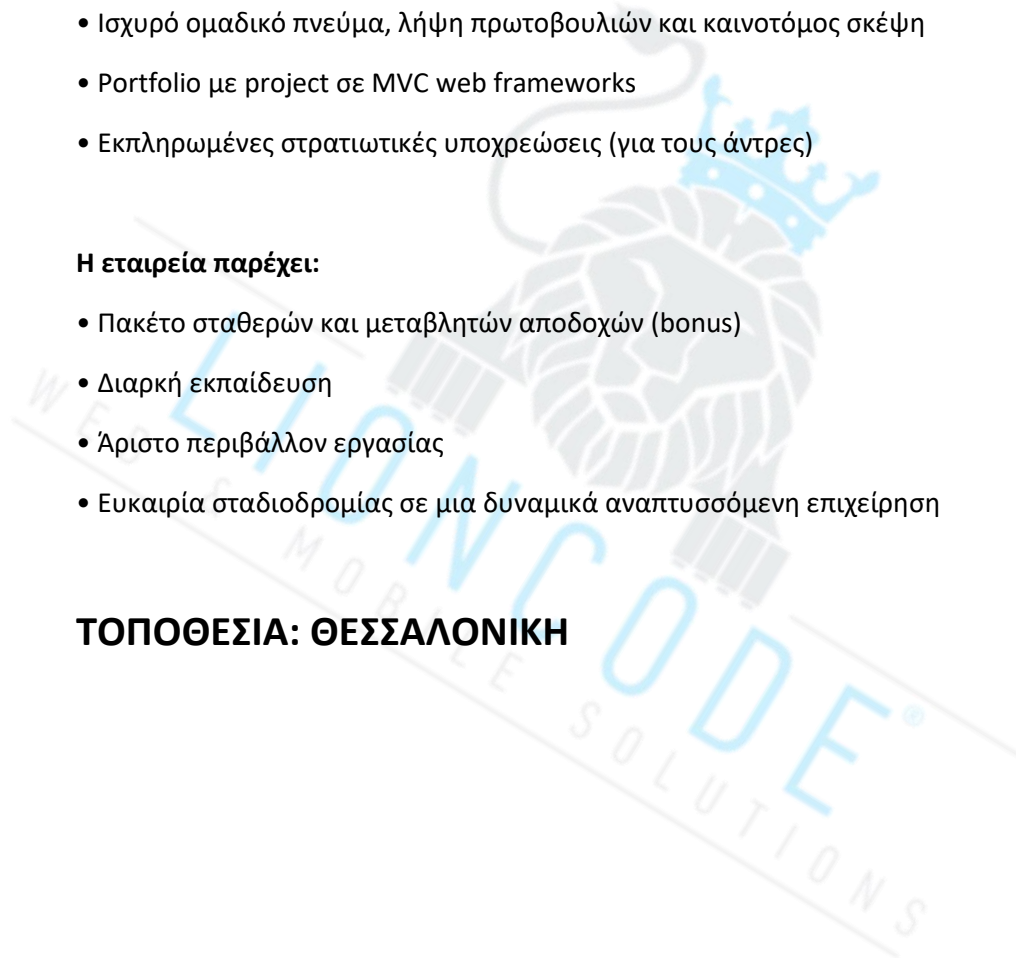 • Ισχυρό ομαδικό πνεύμα, λήψη πρωτοβουλιών και καινοτόμος σκέψη
• Portfolio με project σε MVC web frameworks
• Εκπληρωμένες στρατιωτικές υποχρεώσεις (για τους άντρες)
Η εταιρεία παρέχει:
• Πακέτο σταθερών και μεταβλητών αποδοχών (bonus)
• Διαρκή εκπαίδευση
• Άριστο περιβάλλον εργασίας
• Ευκαιρία σταδιοδρομίας σε μια δυναμικά αναπτυσσόμενη επιχείρηση
ΤΟΠΟΘΕΣΙΑ: ΘΕΣΣΑΛΟΝΙΚΗ
LIONCODE®
WEB & MOBILE SOLUTIONS